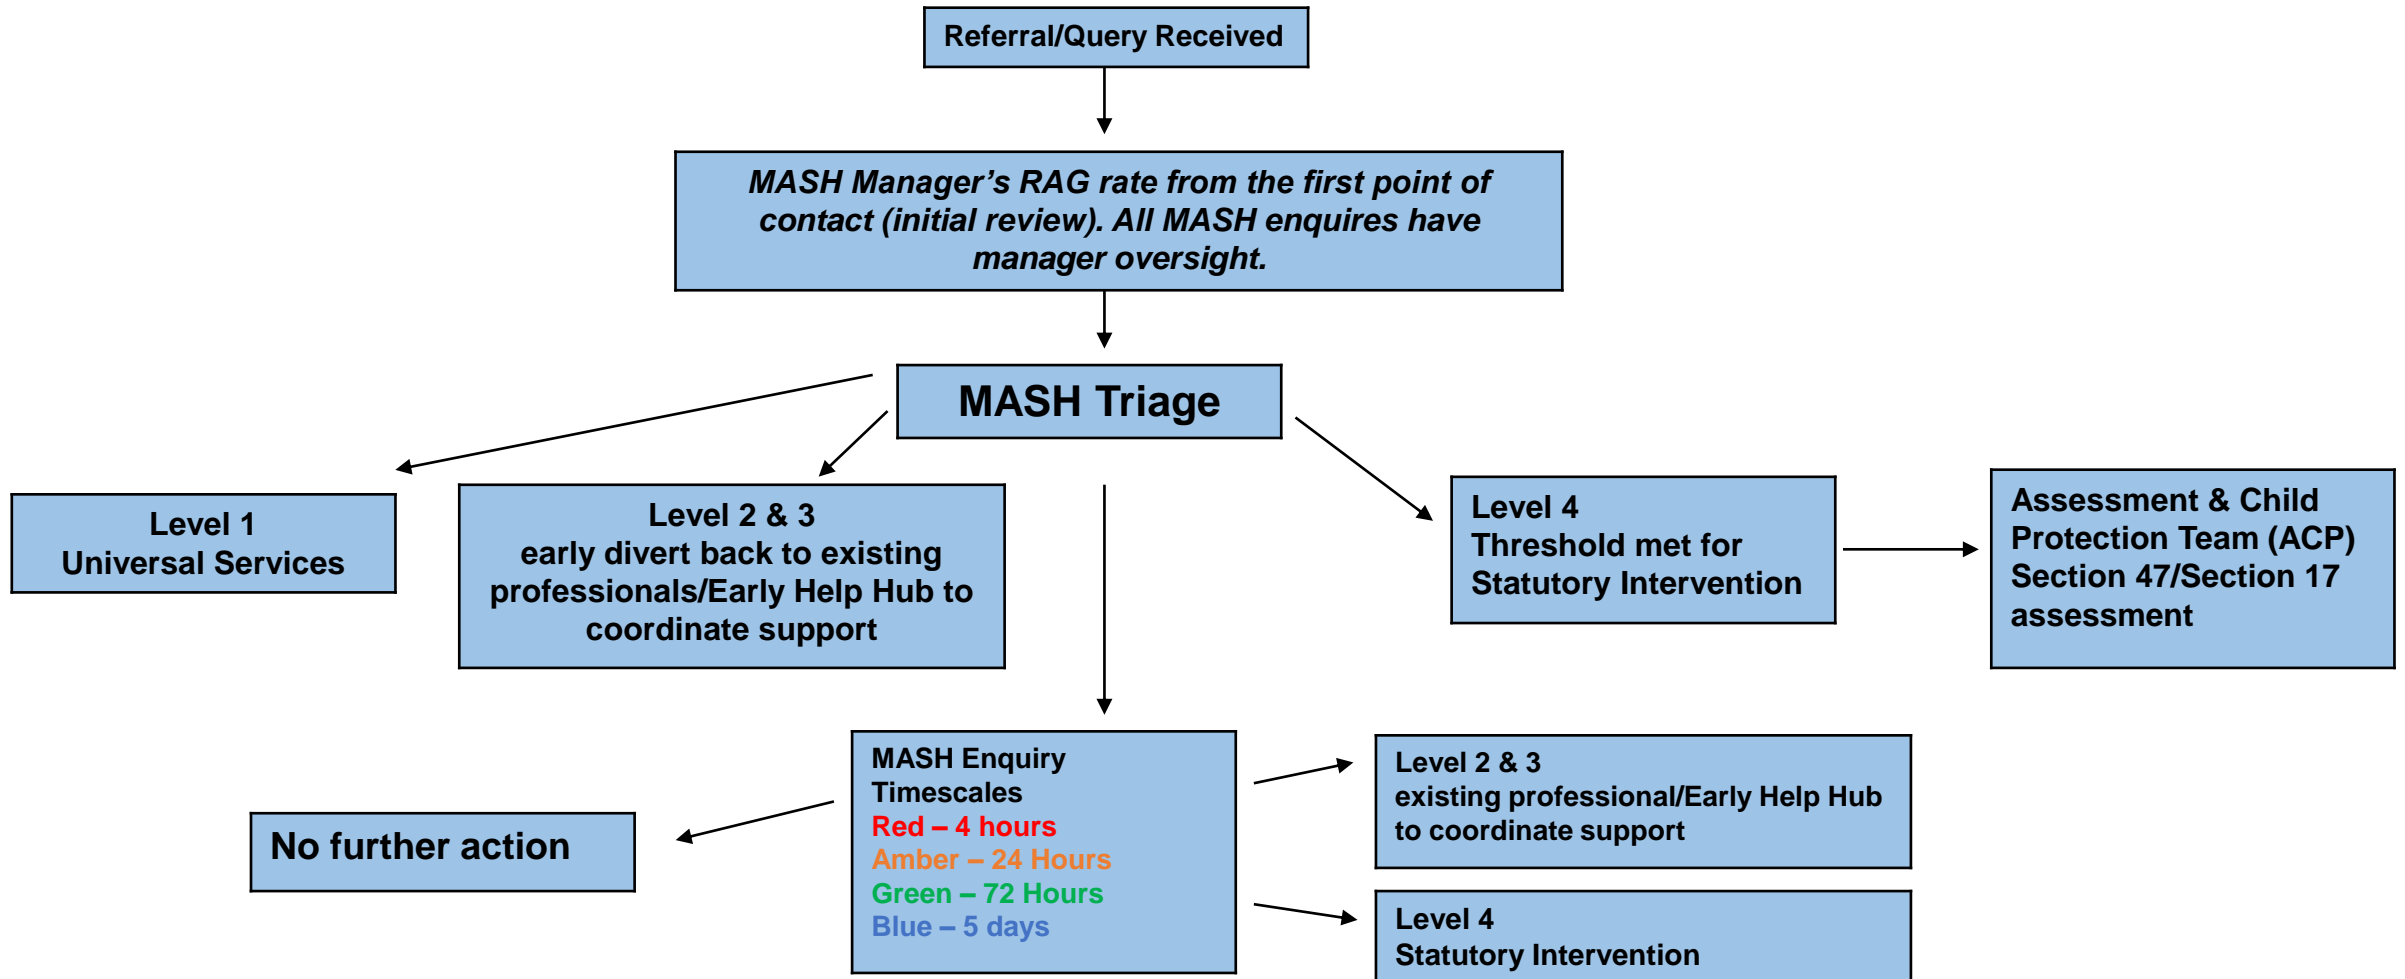 Referral/Query Received
MASH Manager’s RAG rate from the first point of
contact (initial review). All MASH enquires have
manager oversight.
MASH Triage
Level 1
Universal Services
Level 2 & 3
early divert back to existing
professionals/Early Help Hub to
coordinate support
Level 4
Threshold met for
Statutory Intervention
Assessment & Child
Protection Team (ACP)
Section 47/Section 17
assessment
No further action
MASH Enquiry
Timescales
Red – 4 hours
Amber – 24 Hours
Green – 72 Hours
Blue – 5 days
Level 2 & 3
existing professional/Early Help Hub
to coordinate support
Level 4
Statutory Intervention